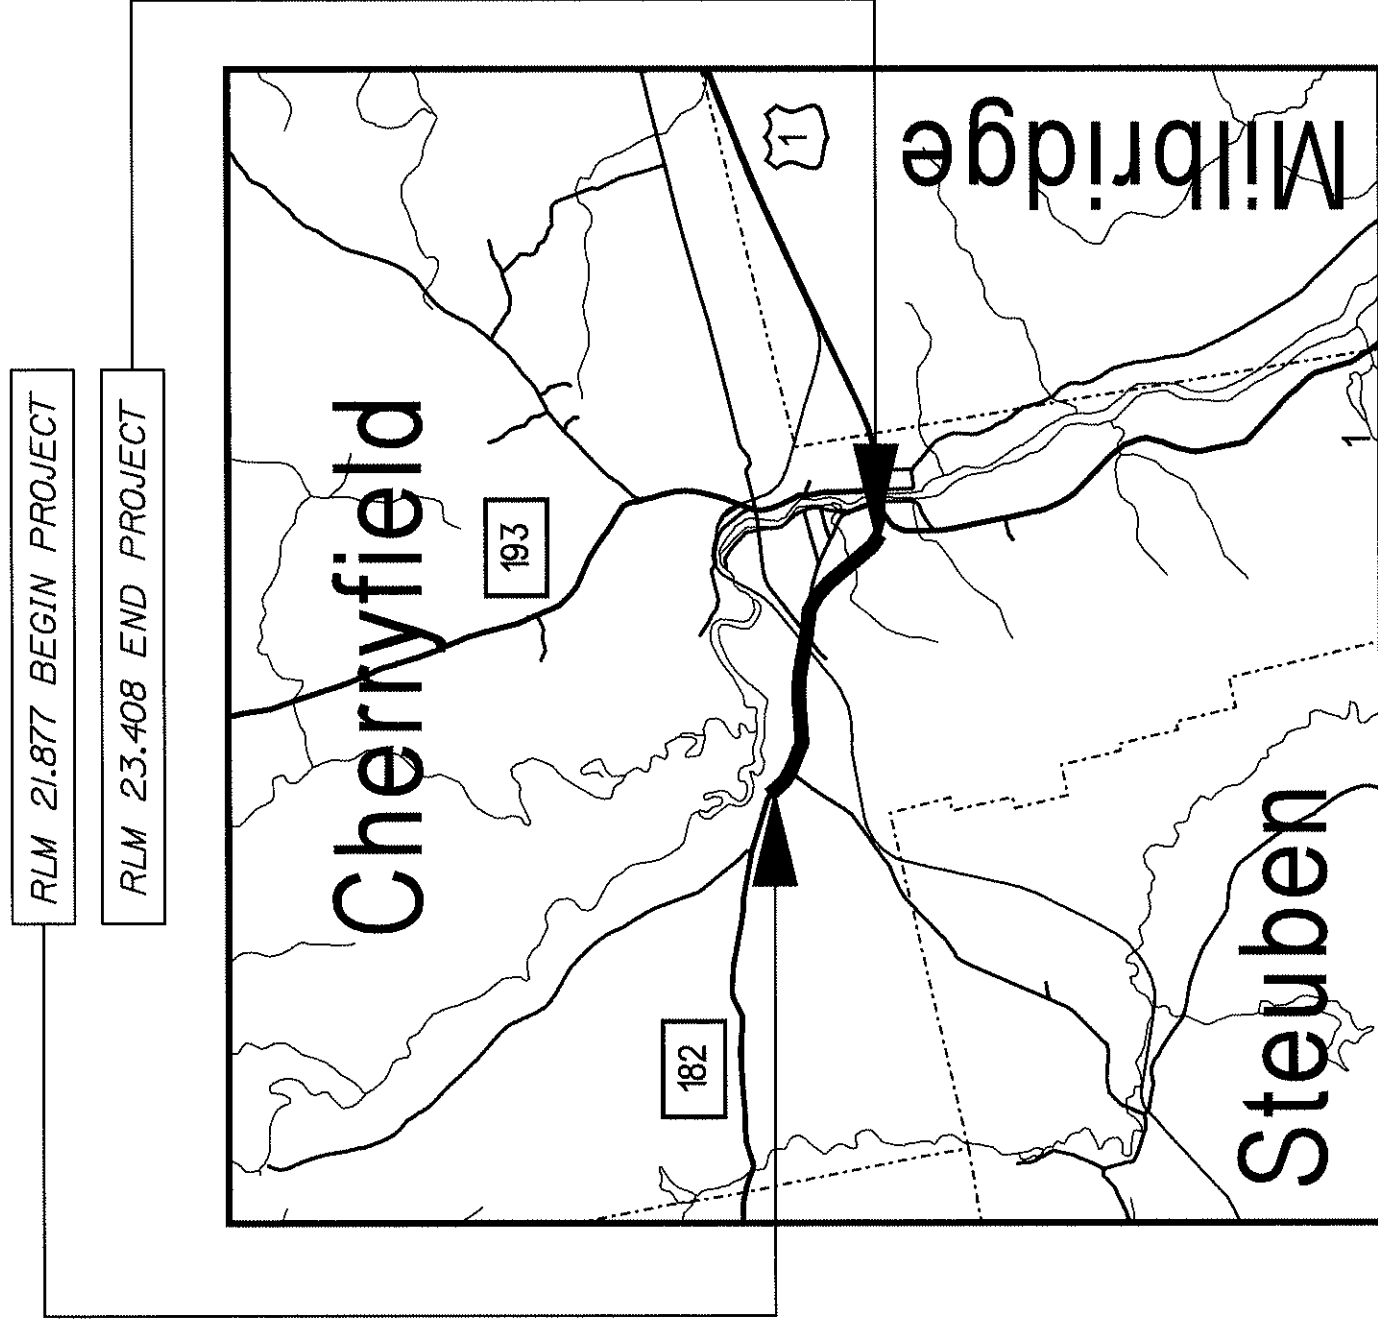 RLM 21.877 BEGIN PROJECT
RLM 23.408 END PROJECT
Cherryfield
193
182
1
Milbridge
1
Steuben